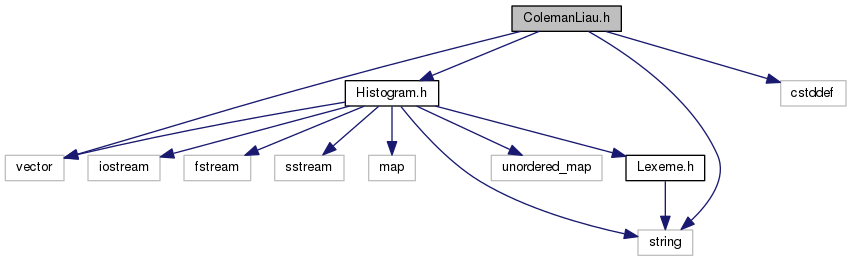 ColemanLiau.h
Histogram.h
cstddef
vector
iostream
fstream
sstream
map
unordered_map
Lexeme.h
string